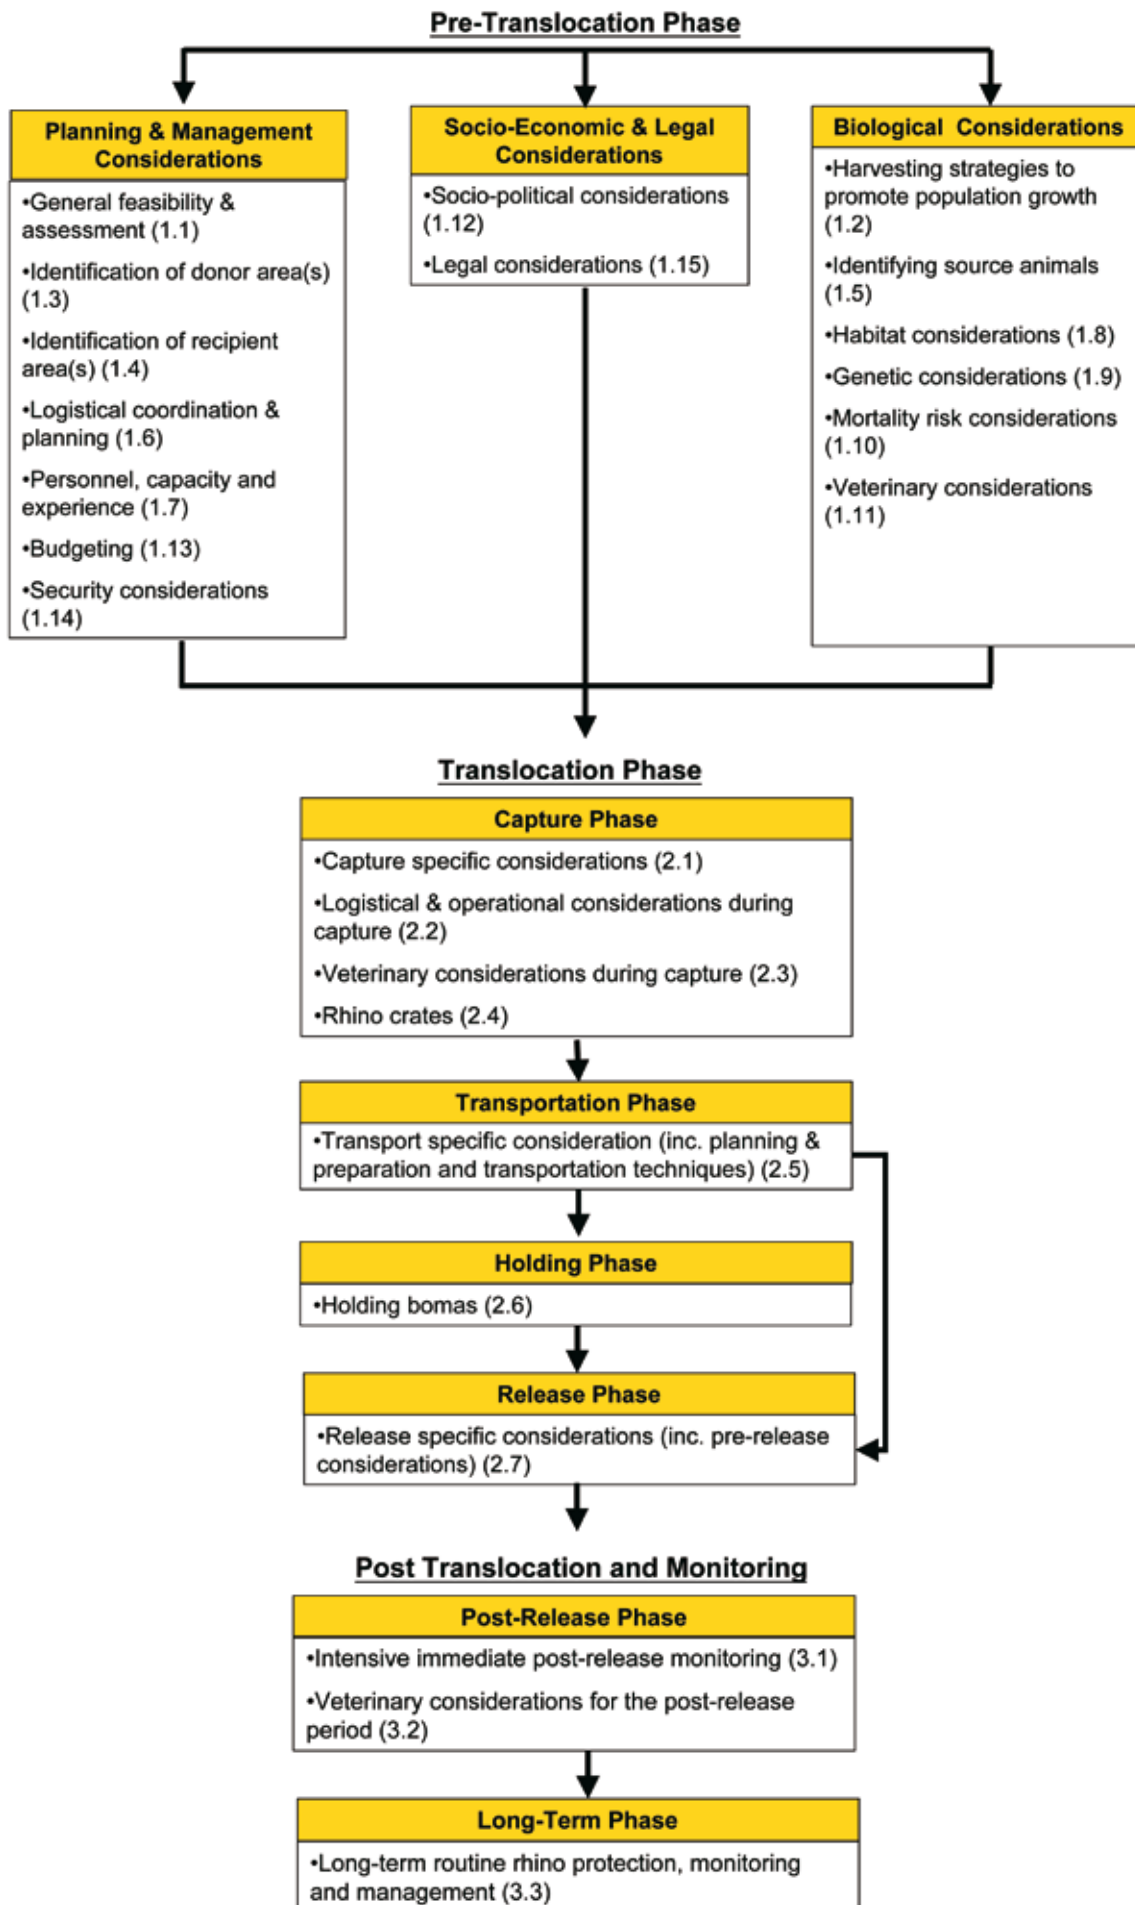 Pre-Translocation Phase
Planning & Management
Considerations
•General feasibility &
assessment (1.1)
•Identification of donor area(s)
(1.3)
•Identification of recipient
area(s) (1.4)
•Logistical coordination &
planning (1.6)
•Personnel, capacity and
experience (1.7)
•Budgeting (1.13)
•Security considerations
(1.14)
Socio-Economic & Legal
Considerations
•Socio-political considerations
(1.12)
•Legal considerations (1.15)
Biological Considerations
•Harvesting strategies to
promote population growth
(1.2)
•Identifying source animals
(1.5)
•Habitat considerations (1.8)
•Genetic considerations (1.9)
•Mortality risk considerations
(1.10)
•Veterinary considerations
(1.11)
Translocation Phase
Capture Phase
•Capture specific considerations (2.1)
•Logistical & operational considerations during
capture (2.2)
•Veterinary considerations during capture (2.3)
•Rhino crates (2.4)
Transportation Phase
•Transport specific consideration (inc. planning &
preparation and transportation techniques) (2.5)
Holding Phase
•Holding bomas (2.6)
Release Phase
•Release specific considerations (inc. pre-release
considerations) (2.7)
Post Translocation and Monitoring
Post-Release Phase
•Intensive immediate post-release monitoring (3.1)
•Veterinary considerations for the post-release
period (3.2)
Long-Term Phase
•Long-term routine rhino protection, monitoring
and management (3.3)